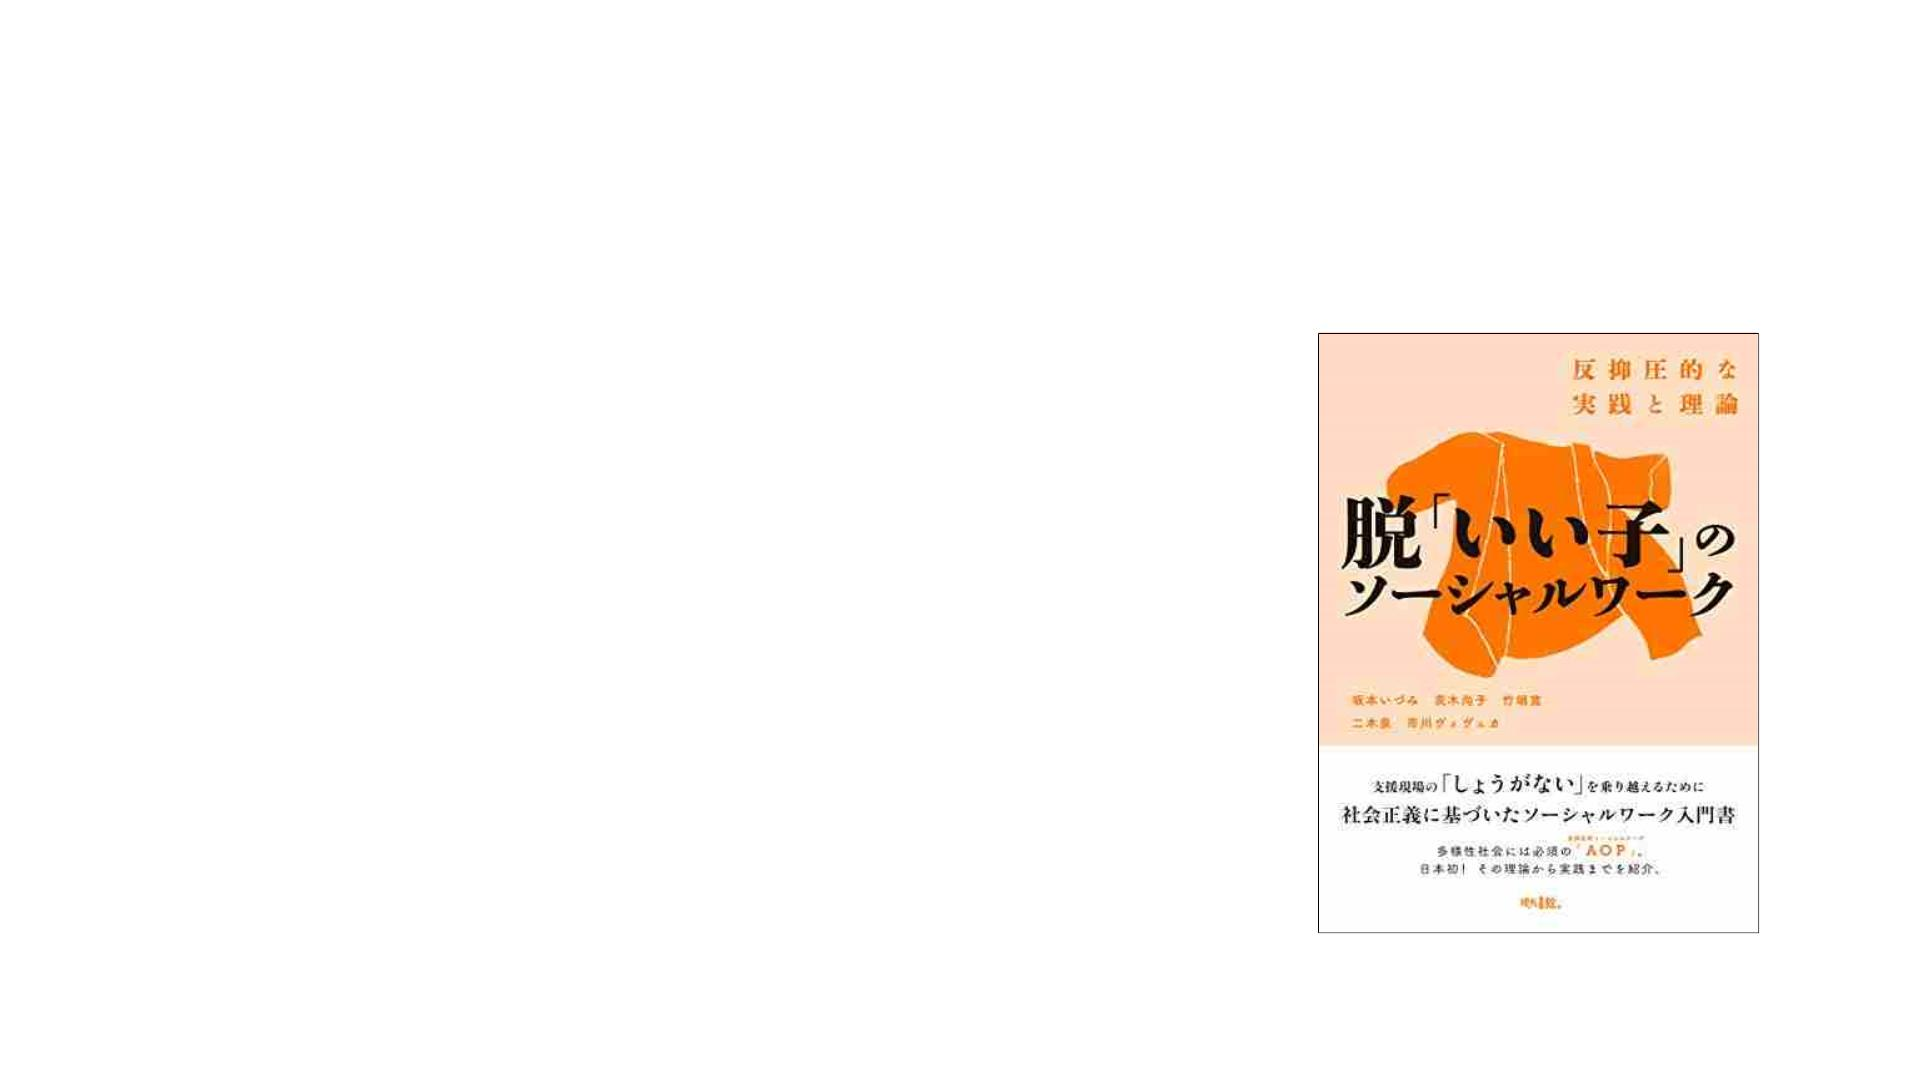 反抑圧的な
実践と理論
脱「いい子」の
ソーシャルワーク
坂本いづみ 茨木尚子 竹端寛
二木泉 市川ヴィヴェカ
支援現場の「しょうがない」を乗り越えるために
社会正義に基づいたソーシャルワーク入門書
多様性社会には必須の「AOP」。
日本初！ その理論から実践までを紹介。